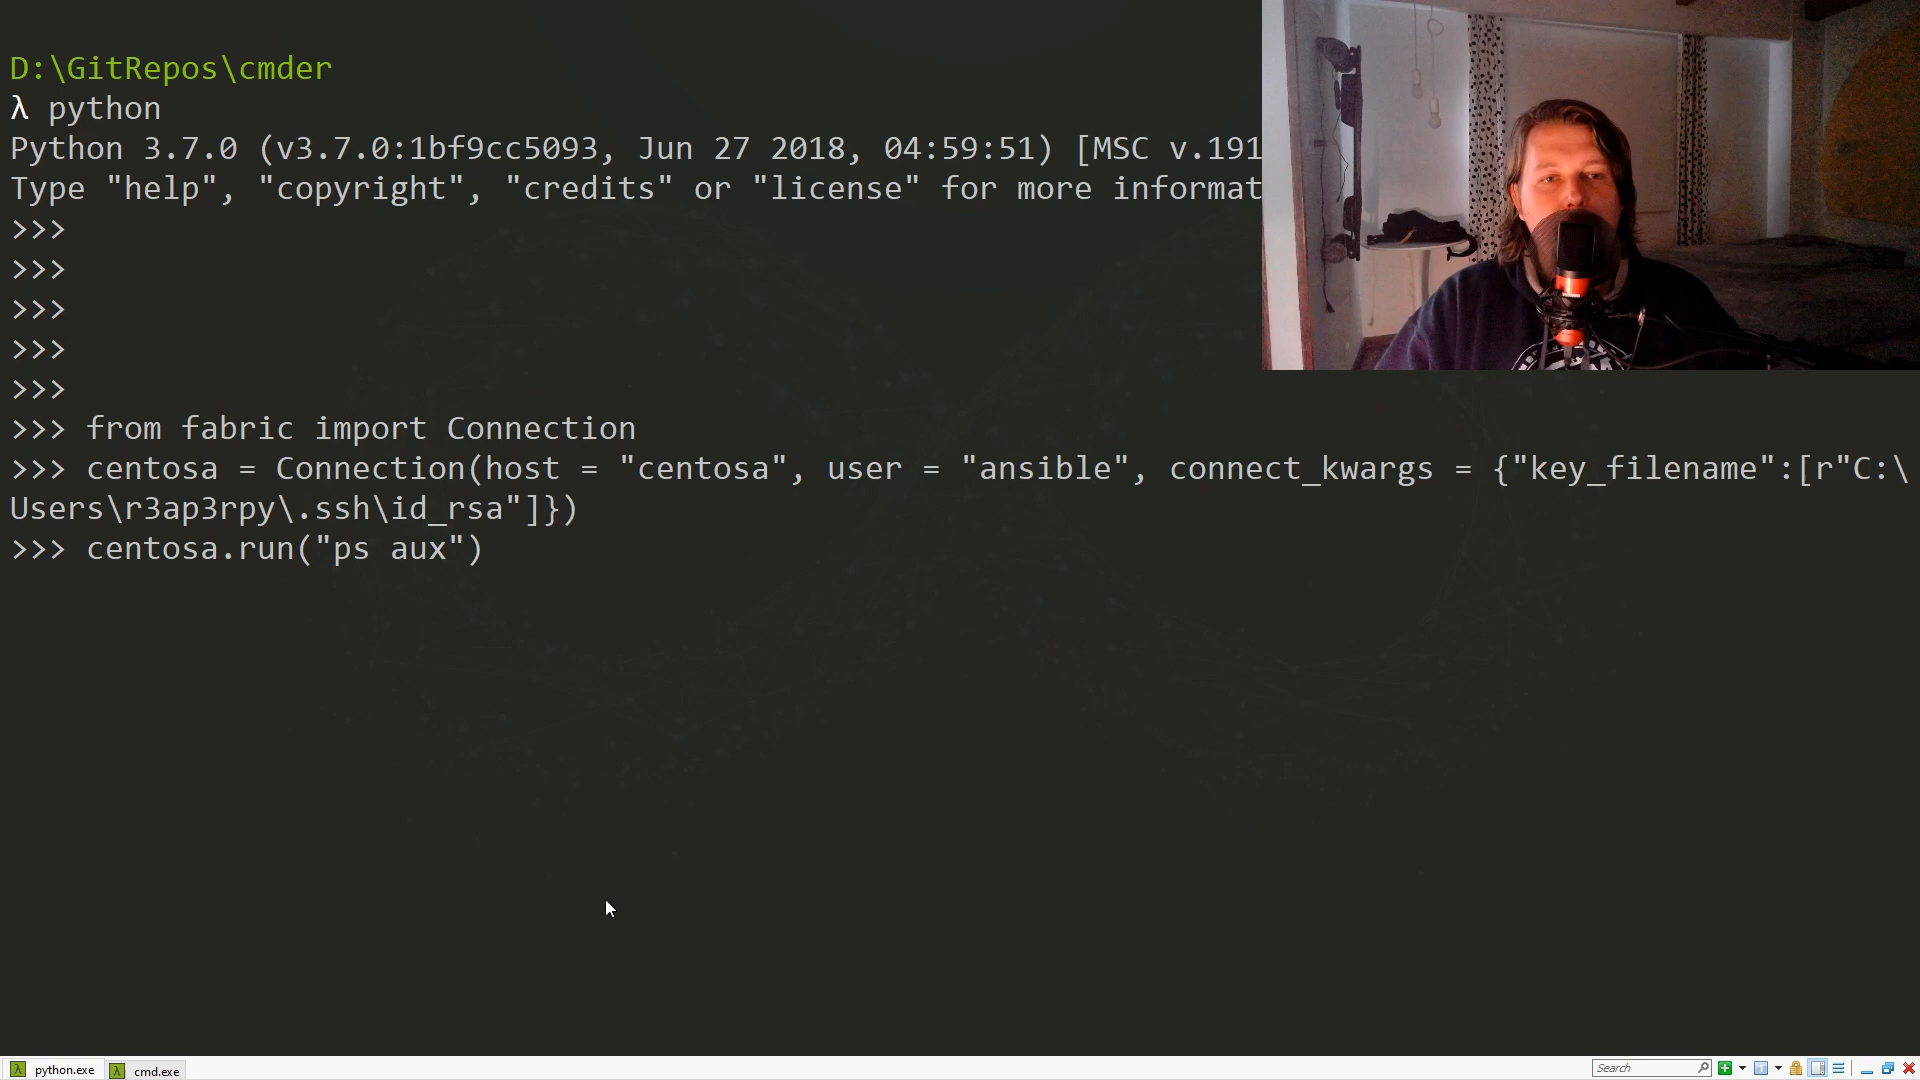 D:\GitRepos\cmder
λ python
Python 3.7.0 (v3.7.0:1bf9cc5093, Jun 27 2018, 04:59:51) [MSC v.191
Type "help", "copyright", "credits" or "license" for more informat
>>>
>>>
>>>
>>>
>>>
>>> from fabric import Connection
>>> centosa = Connection(host = "centosa", user = "ansible", connect_kwargs = {"key_filename":[r"C:\
Users\r3ap3rpy\.ssh\id_rsa"]})
>>> centosa.run("ps aux")
λ python.exe
λ cmd.exe
Search